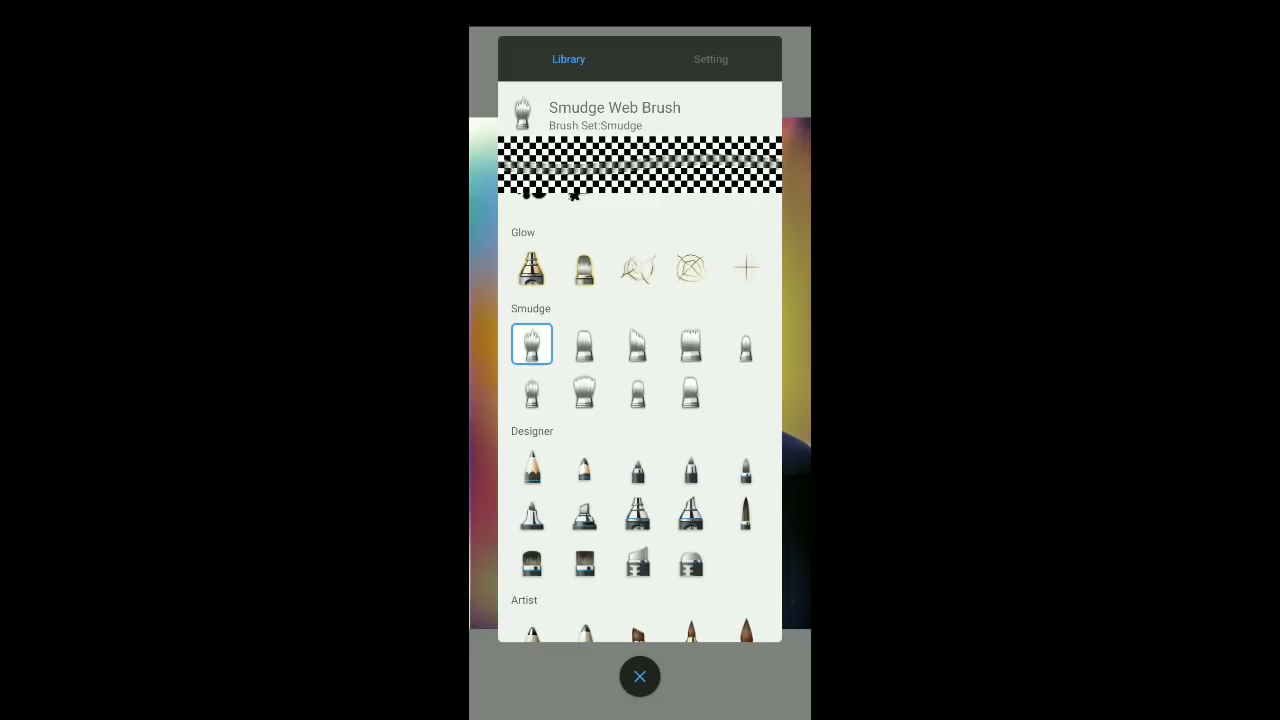 Library
Setting
Smudge Web Brush
Brush Set:Smudge
Glow
Smudge
Designer
Artist